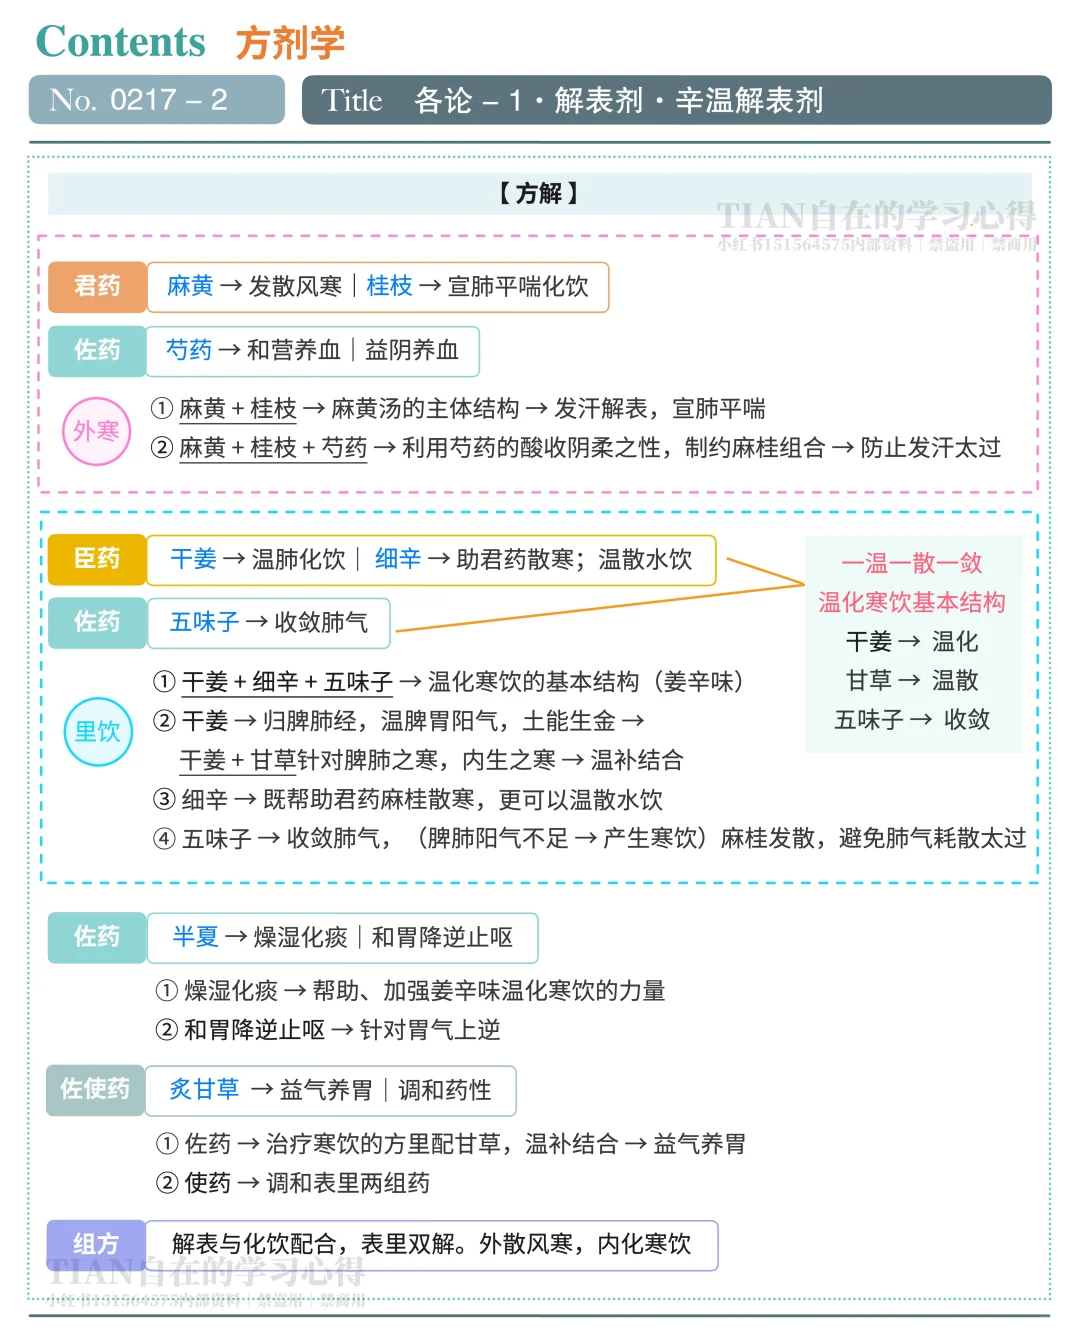 Contents 方剂学
No. 0217 – 2
Title 各论 – 1 · 解表剂 · 辛温解表剂
【 方解 】
TIAN自在的学习心得
小红书151564575内部资料｜禁盗用｜禁商用
君药 麻黄 → 发散风寒｜桂枝 → 宣肺平喘化饮
佐药 芍药 → 和营养血｜益阴养血
外寒
① 麻黄 + 桂枝 → 麻黄汤的主体结构 → 发汗解表，宣肺平喘
② 麻黄 + 桂枝 + 芍药 → 利用芍药的酸收阴柔之性，制约麻桂组合 → 防止发汗太过
臣药 干姜 → 温肺化饮｜ 细辛 → 助君药散寒；温散水饮
佐药 五味子 → 收敛肺气
一温一散一敛
温化寒饮基本结构
干姜 → 温化
甘草 → 温散
五味子 → 收敛
里饮
① 干姜 + 细辛 + 五味子 → 温化寒饮的基本结构（姜辛味）
② 干姜 → 归脾肺经，温脾胃阳气，土能生金 →
干姜 + 甘草针对脾肺之寒，内生之寒 → 温补结合
③ 细辛 → 既帮助君药麻桂散寒，更可以温散水饮
④ 五味子 → 收敛肺气，（脾肺阳气不足 → 产生寒饮）麻桂发散，避免肺气耗散太过
佐药 半夏 → 燥湿化痰｜和胃降逆止呕
① 燥湿化痰 → 帮助、加强姜辛味温化寒饮的力量
② 和胃降逆止呕 → 针对胃气上逆
佐使药 炙甘草 → 益气养胃｜调和药性
① 佐药 → 治疗寒饮的方里配甘草，温补结合 → 益气养胃
② 使药 → 调和表里两组药
组方 解表与化饮配合，表里双解。外散风寒，内化寒饮
TIAN自在的学习心得
小红书151564575内部资料｜禁盗用｜禁商用